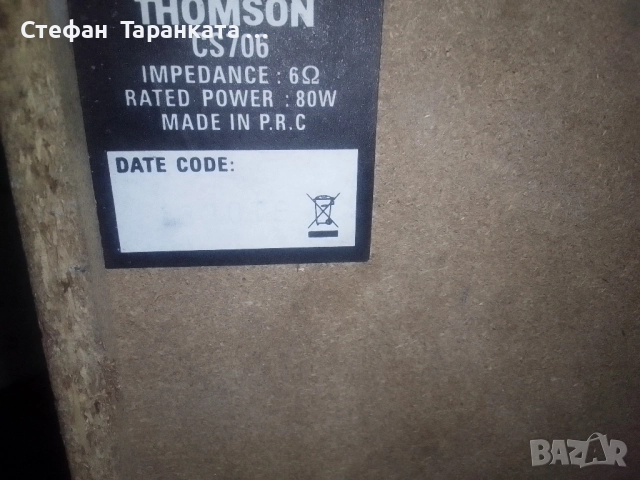 THOMSON
Стефан Таранката...
CS706
IMPEDANCE : 6Ω
RATED POWER : 80W
MADE IN P.R.C
DATE CODE:
BAZAR